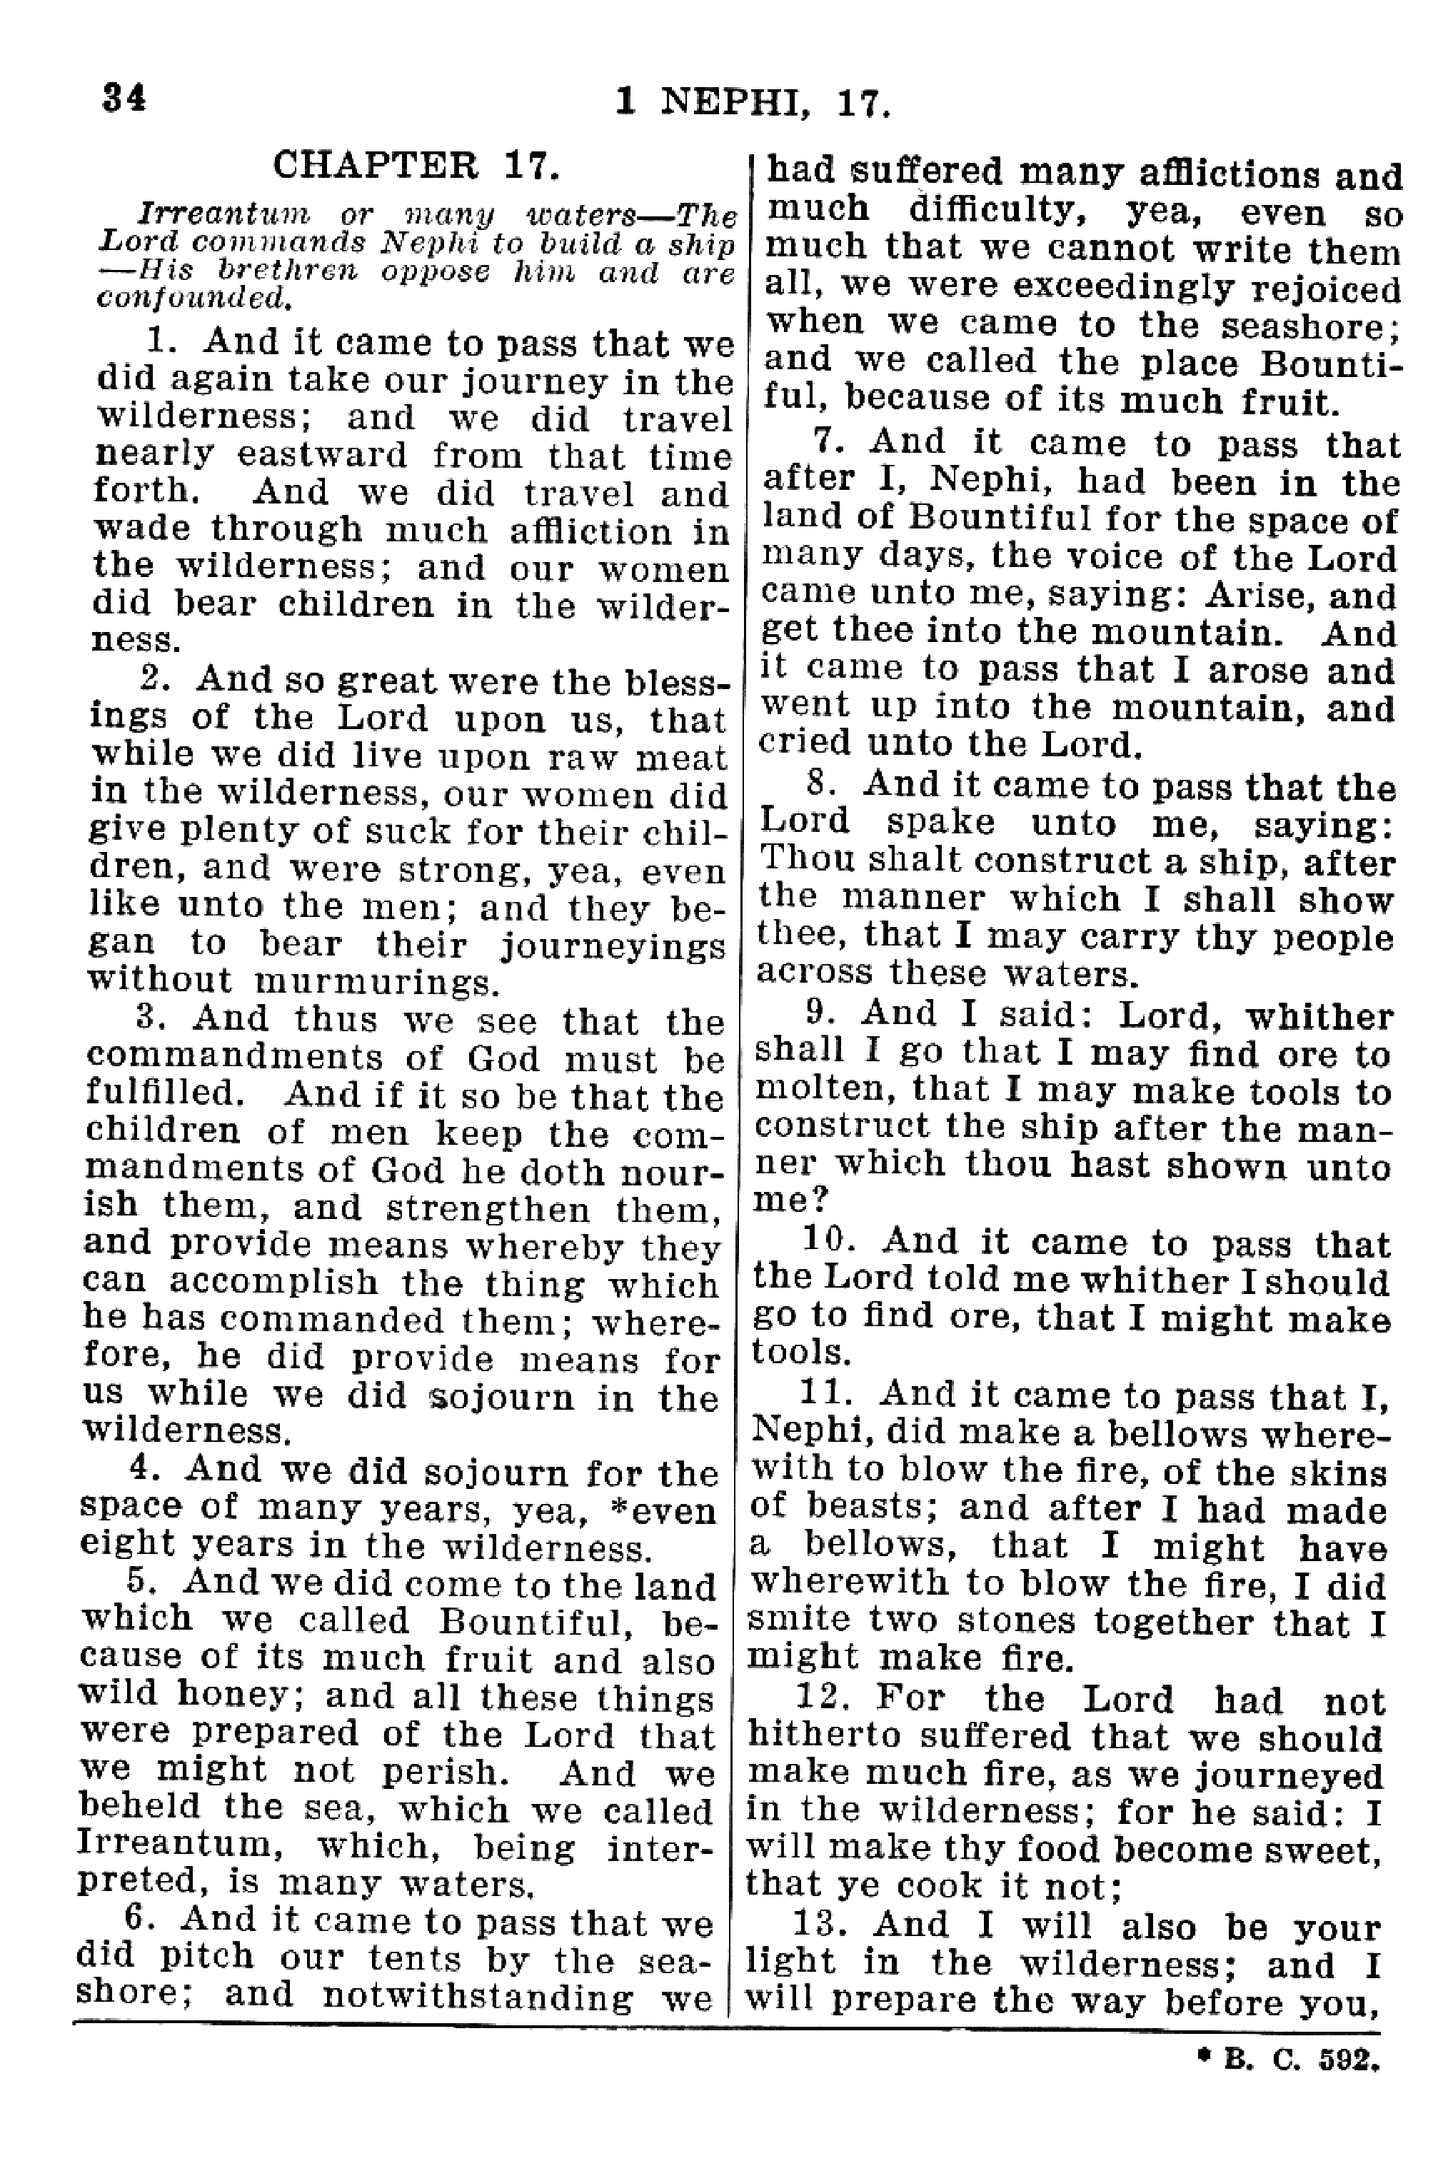 34
1 NEPHI, 17.
CHAPTER 17.
Irreantum or many waters—The
Lord commands Nephi to build a ship
—His brethren oppose him and are
confounded.
1. And it came to pass that we
did again take our journey in the
wilderness; and we did travel
nearly eastward from that time
forth. And we did travel and
wade through much affliction in
the wilderness; and our women
did bear children in the wilder-
ness.
2. And so great were the bless-
ings of the Lord upon us, that
while we did live upon raw meat
in the wilderness, our women did
give plenty of suck for their chil-
dren, and were strong, yea, even
like unto the men; and they be-
gan to bear their journeyings
without murmurings.
3. And thus we see that the
commandments of God must be
fulfilled. And if it so be that the
children of men keep the com-
mandments of God he doth nour-
ish them, and strengthen them,
and provide means whereby they
can accomplish the thing which
he has commanded them; where-
fore, he did provide means for
us while we did sojourn in the
wilderness.
4. And we did sojourn for the
space of many years, yea, *even
eight years in the wilderness.
5. And we did come to the land
which we called Bountiful, be-
cause of its much fruit and also
wild honey; and all these things
were prepared of the Lord that
we might not perish. And we
beheld the sea, which we called
Irreantum, which, being inter-
preted, is many waters.
6. And it came to pass that we
did pitch our tents by the sea-
shore; and notwithstanding we
had suffered many afflictions and
much difficulty, yea, even so
much that we cannot write them
all, we were exceedingly rejoiced
when we came to the seashore;
and we called the place Bounti-
ful, because of its much fruit.
7. And it came to pass that
after I, Nephi, had been in the
land of Bountiful for the space of
many days, the voice of the Lord
came unto me, saying: Arise, and
get thee into the mountain. And
it came to pass that I arose and
went up into the mountain, and
cried unto the Lord.
8. And it came to pass that the
Lord spake unto me, saying:
Thou shalt construct a ship, after
the manner which I shall show
thee, that I may carry thy people
across these waters.
9. And I said: Lord, whither
shall I go that I may find ore to
molten, that I may make tools to
construct the ship after the man-
ner which thou hast shown unto
me?
10. And it came to pass that
the Lord told me whither I should
go to find ore, that I might make
tools.
11. And it came to pass that I,
Nephi, did make a bellows where-
with to blow the fire, of the skins
of beasts; and after I had made
a bellows, that I might have
wherewith to blow the fire, I did
smite two stones together that I
might make fire.
12. For the Lord had not
hitherto suffered that we should
make much fire, as we journeyed
in the wilderness; for he said: I
will make thy food become sweet,
that ye cook it not;
13. And I will also be your
light in the wilderness; and I
will prepare the way before you,
* B. C. 592.